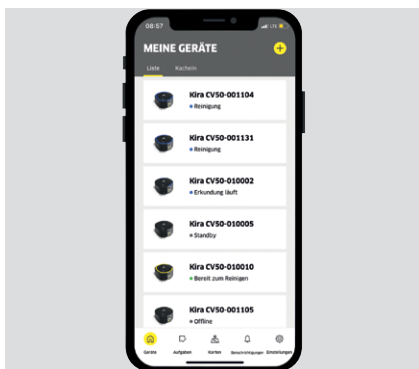 08:57
LTE
MEINE GERÄTE
Liste Kacheln
Kira CV50-001104
Reinigung
Kira CV50-001131
Reinigung
Kira CV50-010002
Erkundung läuft
Kira CV50-010005
Standby
Kira CV50-010010
Bereit zum Reinigen
Kira CV50-001105
Offline
Geräte Aufgaben Karten Benachrichtigungen Einstellungen